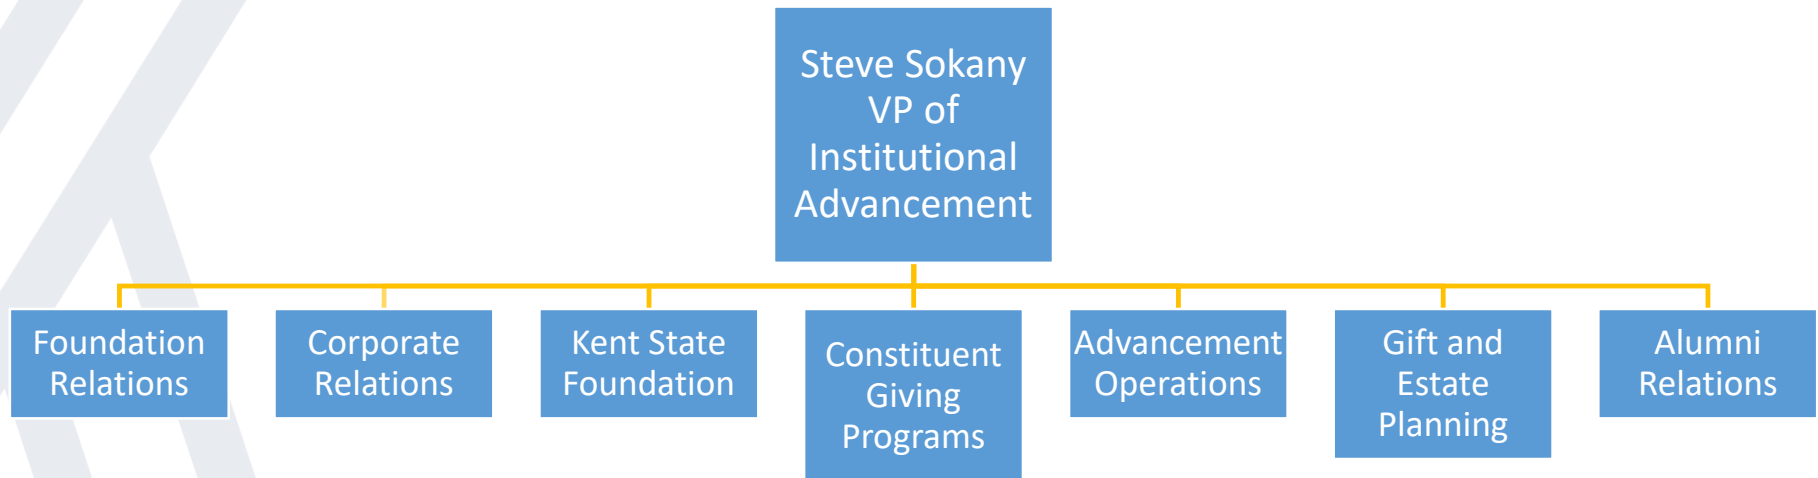 Steve Sokany
VP of
Institutional
Advancement
Foundation
Relations
Corporate
Relations
Kent State
Foundation
Constituent
Giving
Programs
Advancement
Operations
Gift and
Estate
Planning
Alumni
Relations